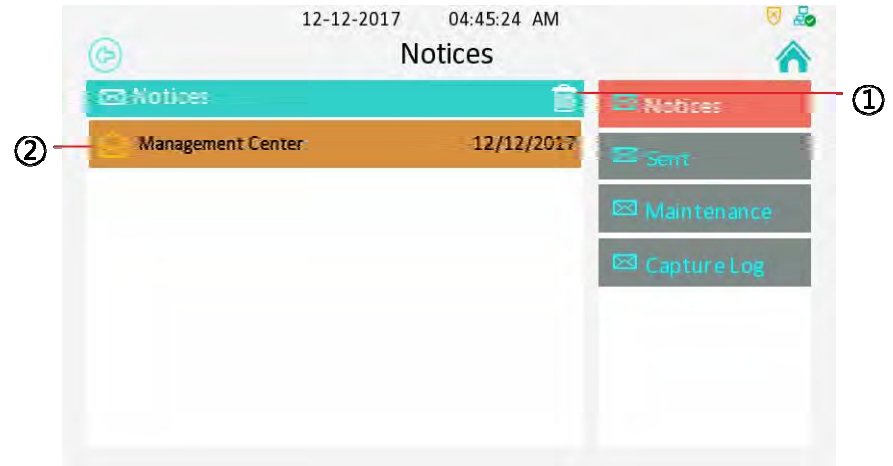 12-12-2017 04:45:24 AM
Notices
Notices
①
Notices
②
Management Center 12/12/2017
Sent
Maintenance
Capture Log